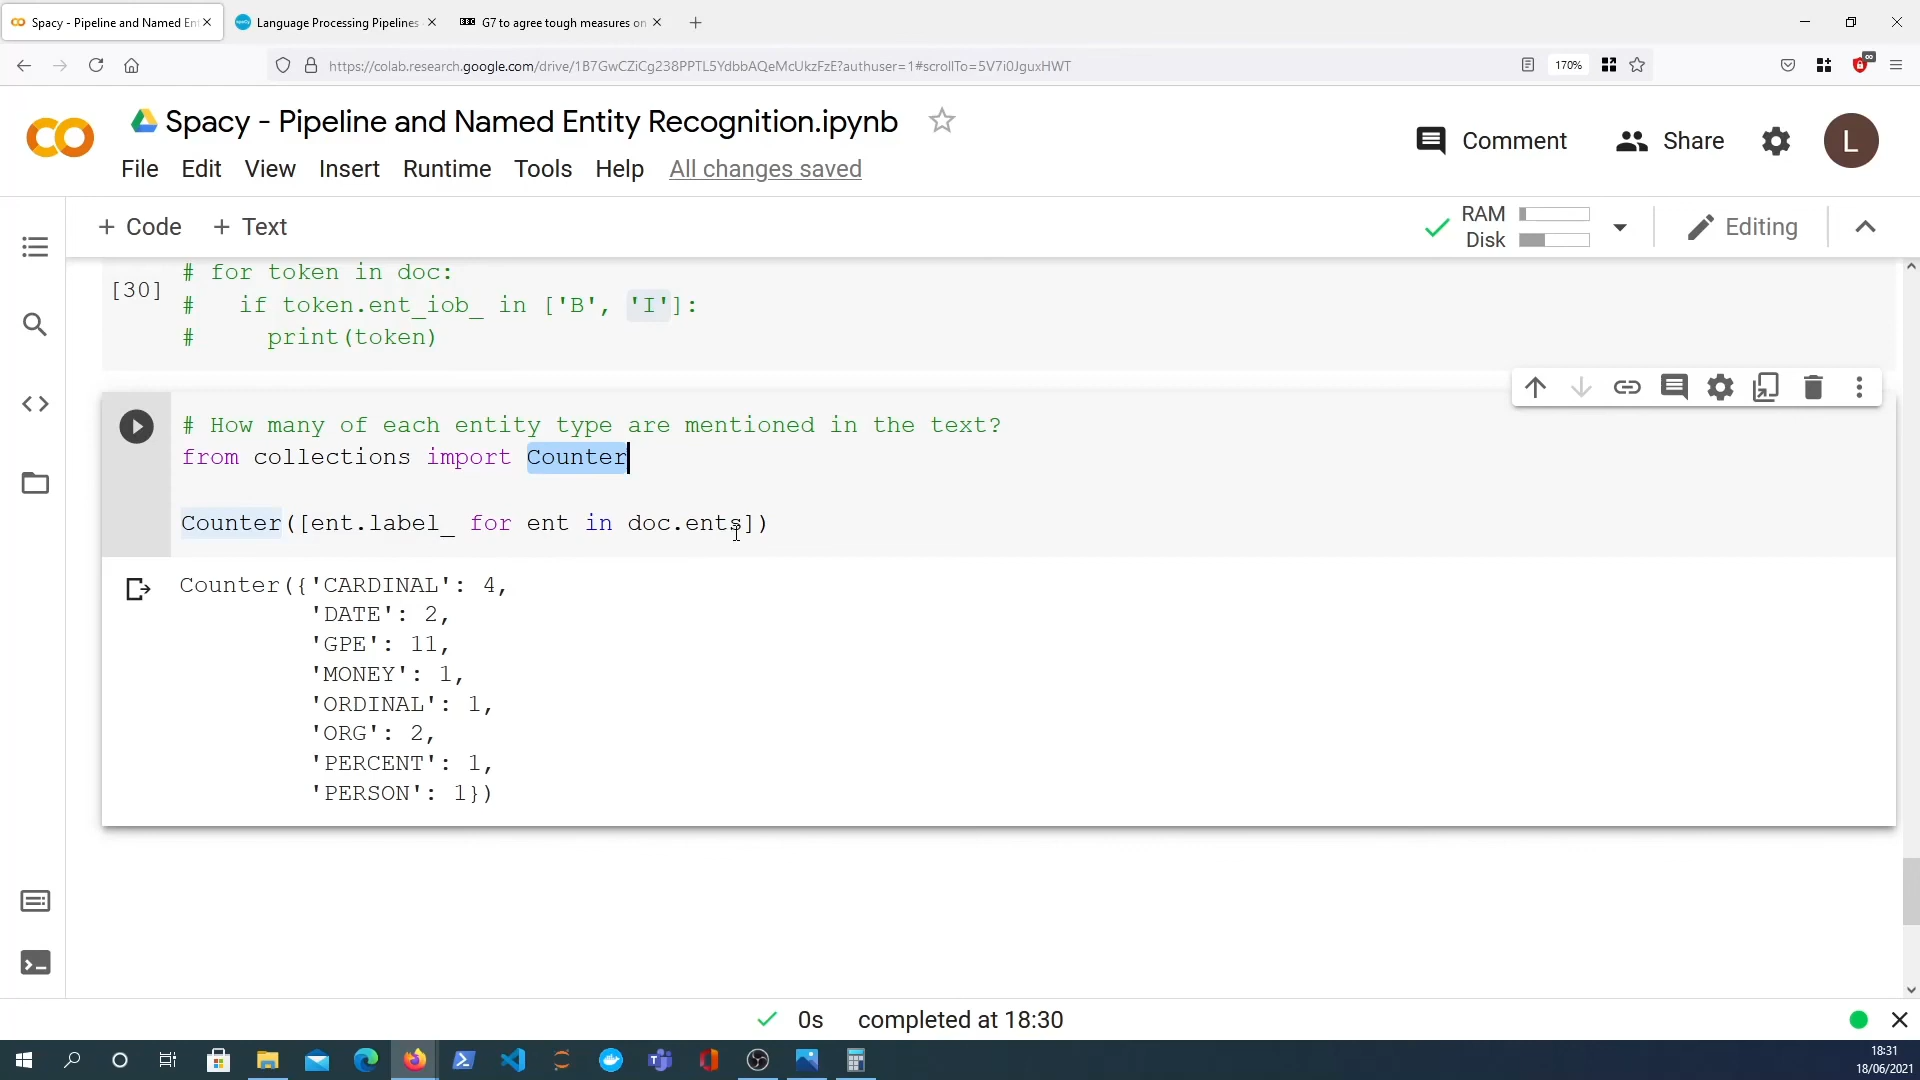 Spacy - Pipeline and Named En
Language Processing Pipelines
BBC
G7 to agree tough measures on
https://colab.research.google.com/drive/1B7GwCZiCg238PPTL5YdbbAQeMcUkzFzE?authuser=1#scrollTo=5V7i0JguxHWT
170%
Spacy - Pipeline and Named Entity Recognition.ipynb
Comment
Share
L
File Edit View Insert Runtime Tools Help All changes saved
+ Code + Text
RAM
Disk
Editing
[30]
# for token in doc:
#   if token.ent_iob_ in ['B', 'I']:
#     print(token)
# How many of each entity type are mentioned in the text?
from collections import Counter
Counter([ent.label_ for ent in doc.ents])
Counter({'CARDINAL': 4,
'DATE': 2,
'GPE': 11,
'MONEY': 1,
'ORDINAL': 1,
'ORG': 2,
'PERCENT': 1,
'PERSON': 1})
0s completed at 18:30
18:31
18/06/2021